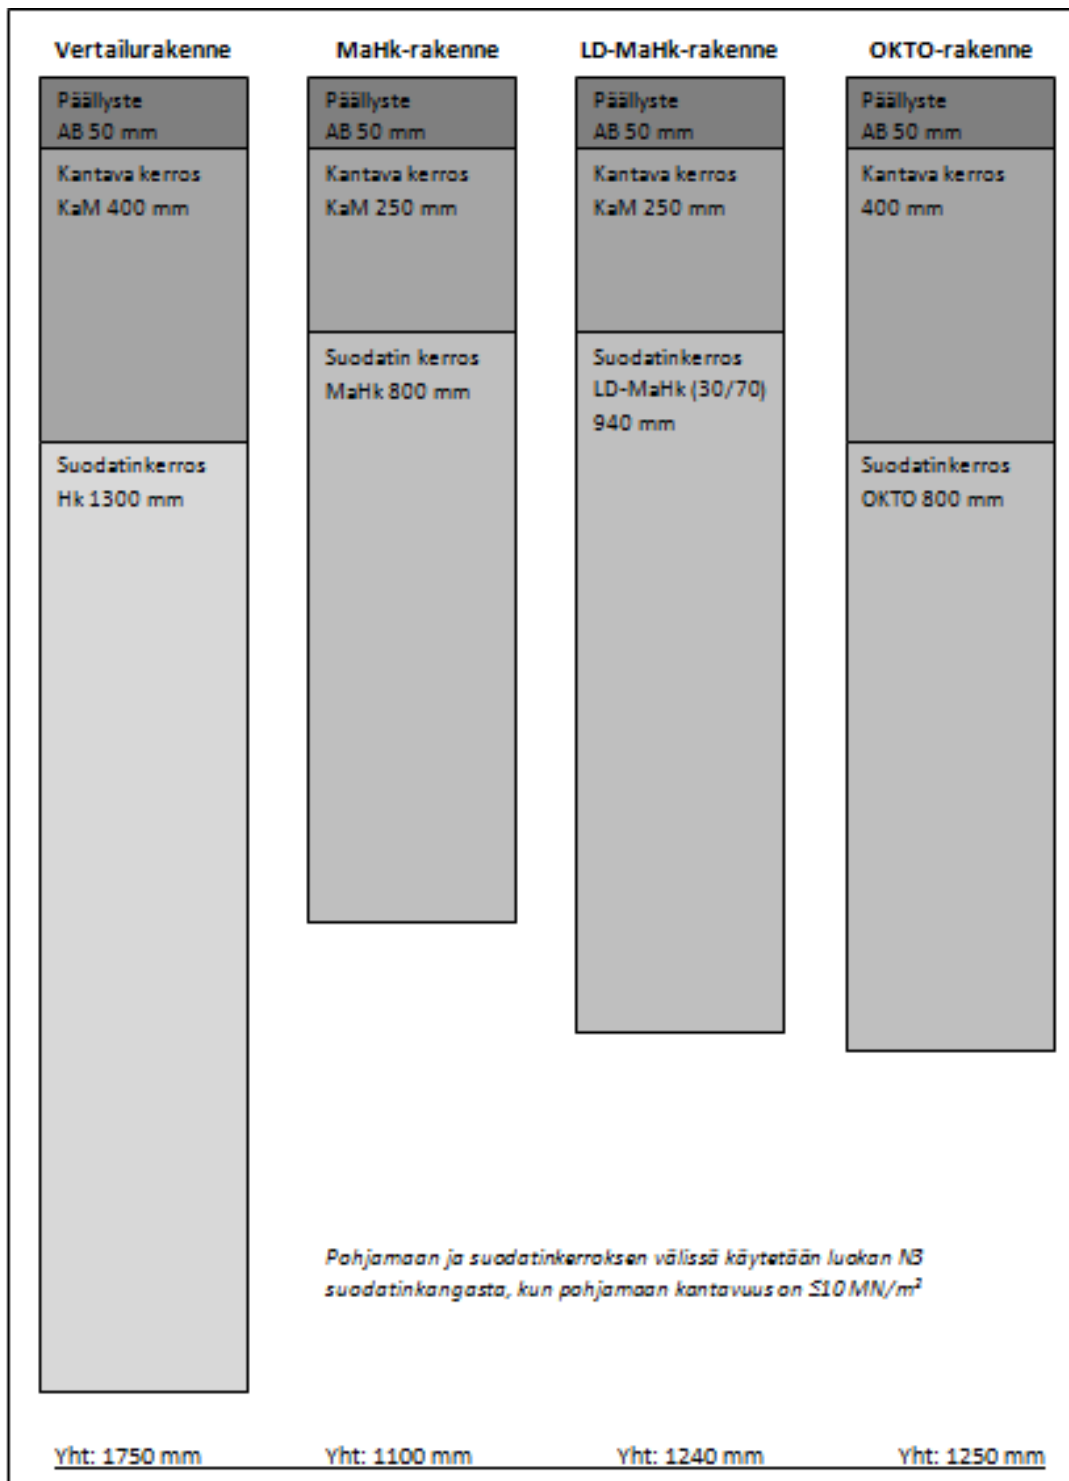 Vertailurakenne
Päällyste
AB 50 mm
Kantava kerros
KaM 400 mm
Suodatinkerros
Hk 1300 mm
Yht: 1750 mm
MaHk-rakenne
Päällyste
AB 50 mm
Kantava kerros
KaM 250 mm
Suodatin kerros
MaHk 800 mm
Yht: 1100 mm
LD-MaHk-rakenne
Päällyste
AB 50 mm
Kantava kerros
KaM 250 mm
Suodatinkerros
LD-MaHk (30/70)
940 mm
Yht: 1240 mm
OKTO-rakenne
Päällyste
AB 50 mm
Kantava kerros
400 mm
Suodatinkerros
OKTO 800 mm
Yht: 1250 mm
Pohjamaan ja suodatinkerroksen välissä käytetään luokan N3
suodatinkangasta, kun pohjamaan kantavuus on ≤10 MN/m²